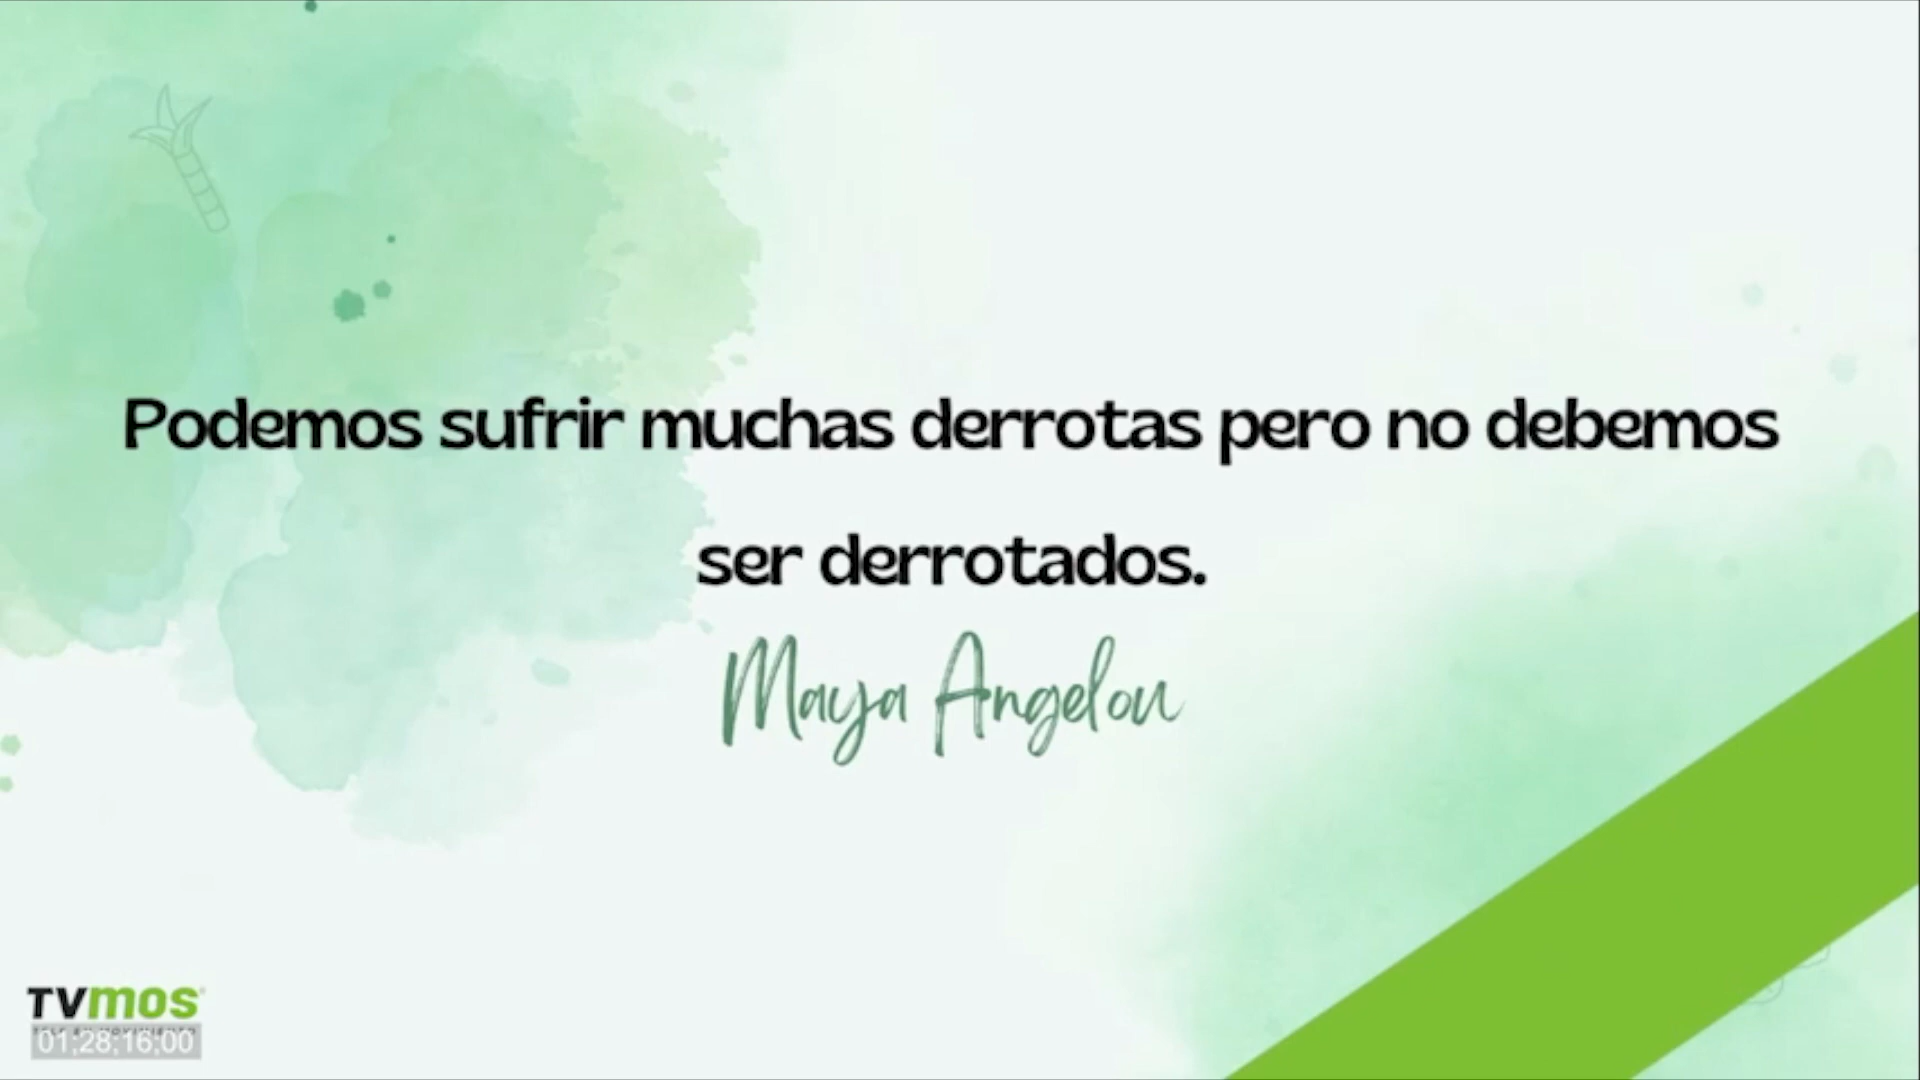 Podemos sufrir muchas derrotas pero no debemos
ser derrotados.
Maya Angelou
TVmos
01;28;16;00